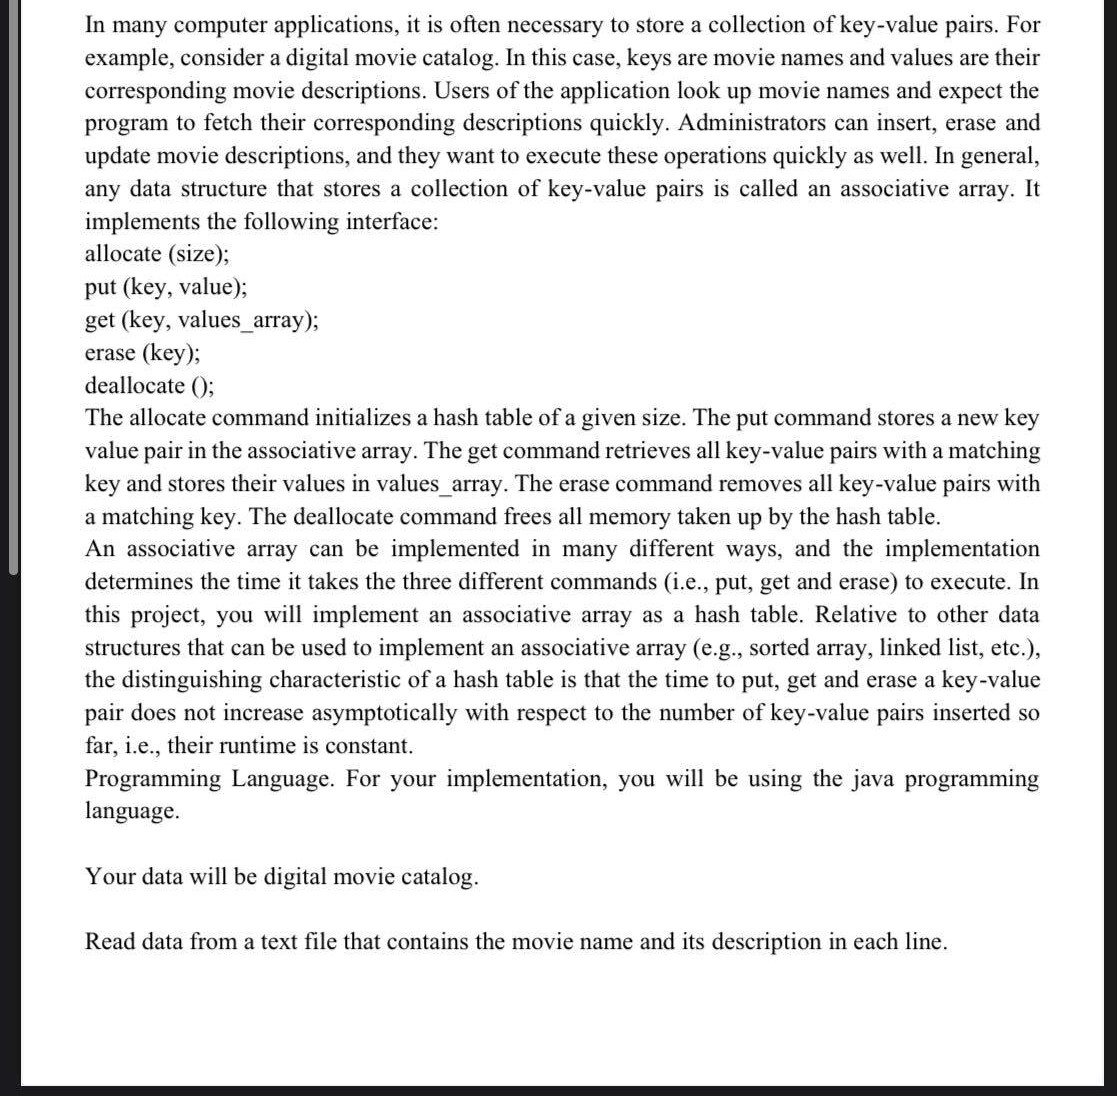 In many computer applications, it is often necessary to store a collection of key-value pairs. For
example, consider a digital movie catalog. In this case, keys are movie names and values are their
corresponding movie descriptions. Users of the application look up movie names and expect the
program to fetch their corresponding descriptions quickly. Administrators can insert, erase and
update movie descriptions, and they want to execute these operations quickly as well. In general,
any data structure that stores a collection of key-value pairs is called an associative array. It
implements the following interface:
allocate (size);
put (key, value);
get (key, values_array);
erase (key);
deallocate ();
The allocate command initializes a hash table of a given size. The put command stores a new key
value pair in the associative array. The get command retrieves all key-value pairs with a matching
key and stores their values in values_array. The erase command removes all key-value pairs with
a matching key. The deallocate command frees all memory taken up by the hash table.
An associative array can be implemented in many different ways, and the implementation
determines the time it takes the three different commands (i.e., put, get and erase) to execute. In
this project, you will implement an associative array as a hash table. Relative to other data
structures that can be used to implement an associative array (e.g., sorted array, linked list, etc.),
the distinguishing characteristic of a hash table is that the time to put, get and erase a key-value
pair does not increase asymptotically with respect to the number of key-value pairs inserted so
far, i.e., their runtime is constant.
Programming Language. For your implementation, you will be using the java programming
language.
Your data will be digital movie catalog.
Read data from a text file that contains the movie name and its description in each line.